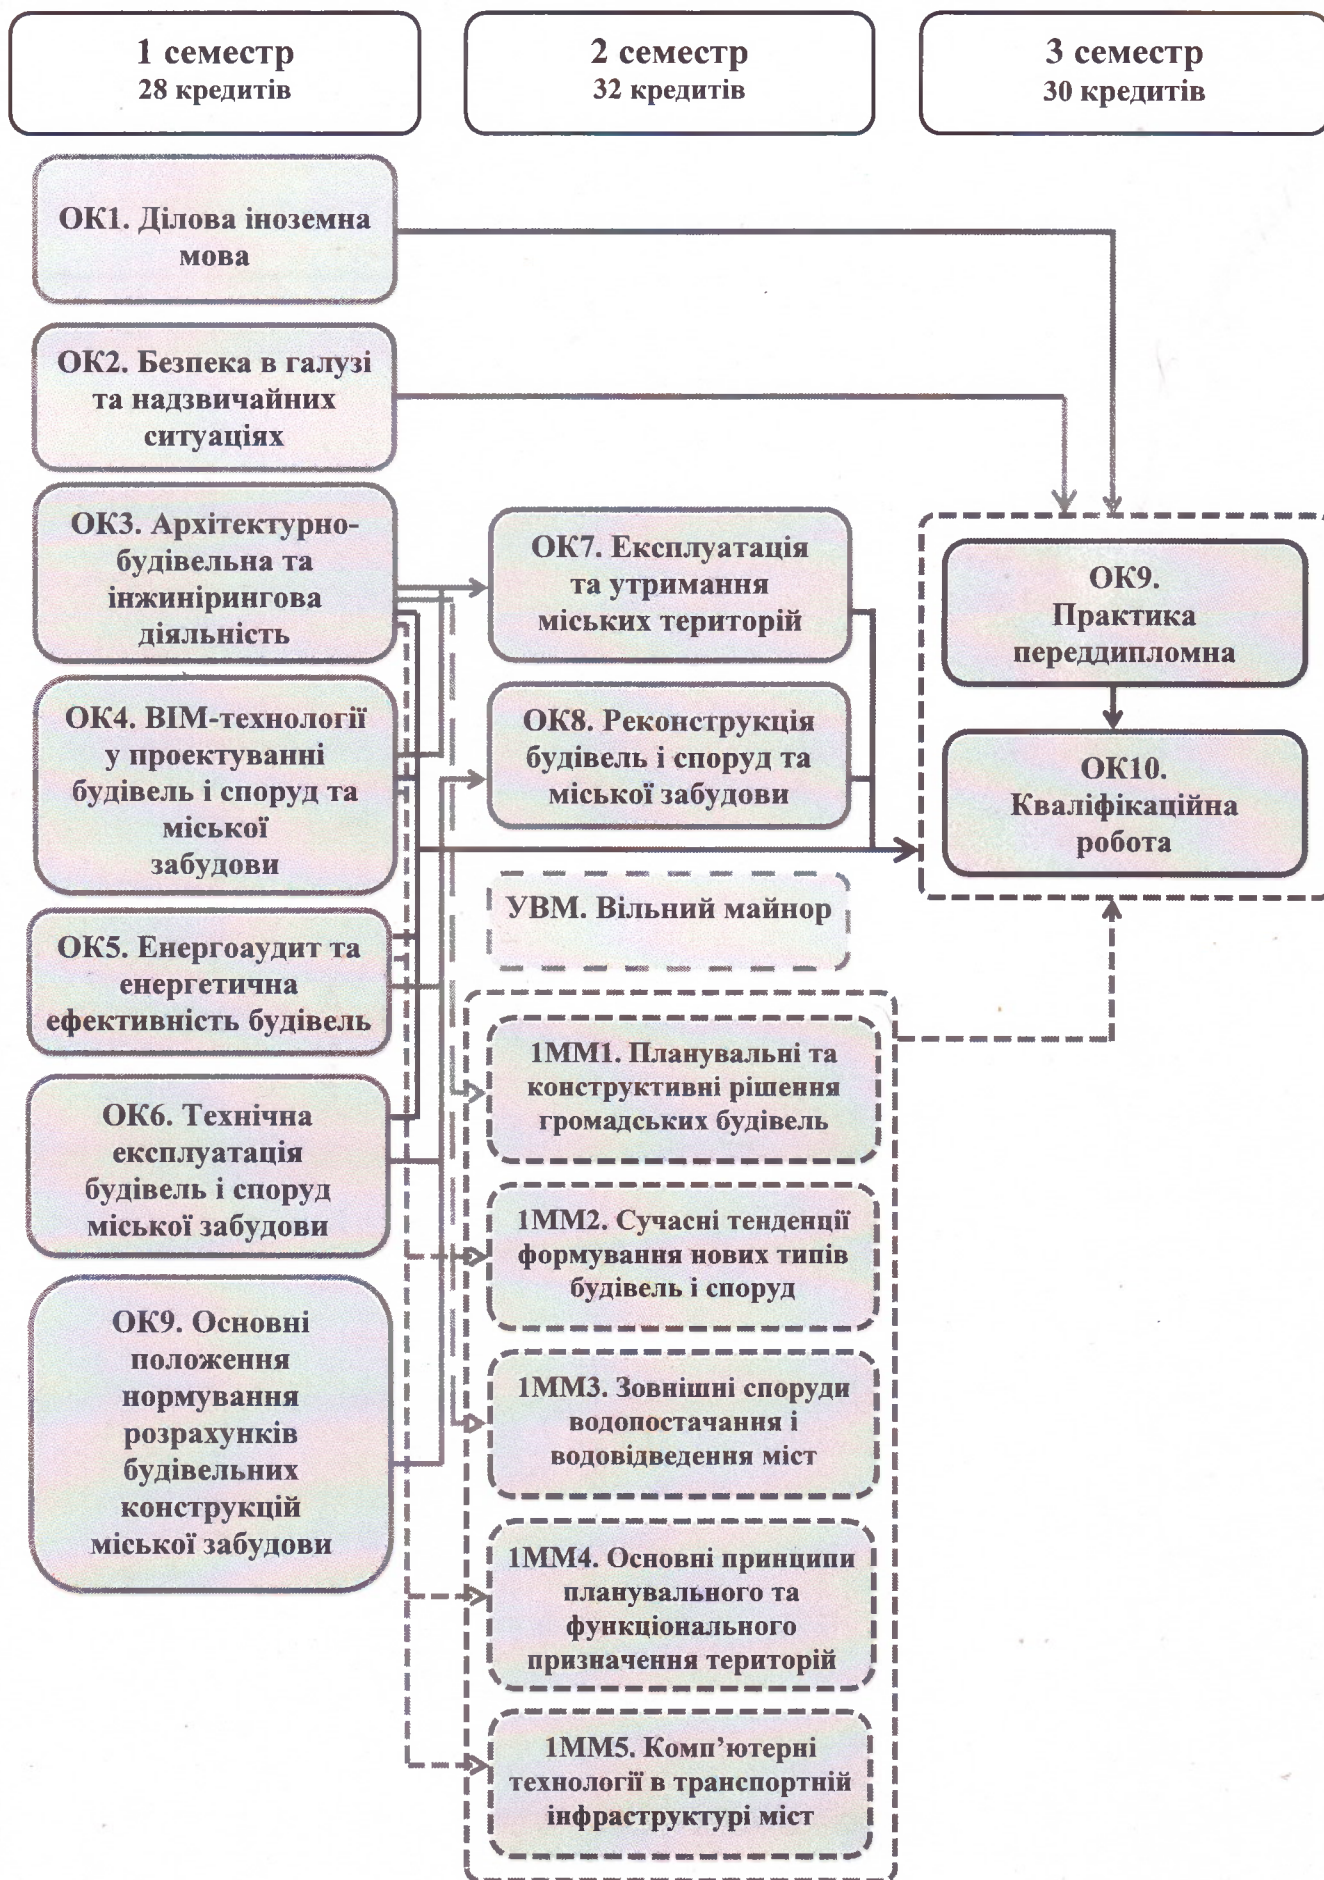 1 семестр
28 кредитів
2 семестр
32 кредитів
3 семестр
30 кредитів
ОК1. Ділова іноземна
мова
ОК2. Безпека в галузі
та надзвичайних
ситуаціях
ОК3. Архітектурно-
будівельна та
інжинірингова
діяльність
ОК4. BIM-технології
у проектуванні
будівель і споруд та
міської
забудови
ОК5. Енергоаудит та
енергетична
ефективність будівель
ОК6. Технічна
експлуатація
будівель і споруд
міської забудови
ОК9. Основні
положення
нормування
розрахунків
будівельних
конструкцій
міської забудови
ОК7. Експлуатація
та утримання
міських територій
ОК8. Реконструкція
будівель і споруд та
міської забудови
УВМ. Вільний майнор
1ММ1. Планувальні та
конструктивні рішення
громадських будівель
1ММ2. Сучасні тенденції
формування нових типів
будівель і споруд
1ММ3. Зовнішні споруди
водопостачання і
водовідведення міст
1ММ4. Основні принципи
планувального та
функціонального
призначення територій
1ММ5. Комп’ютерні
технології в транспортній
інфраструктурі міст
ОК9.
Практика
переддипломна
ОК10.
Кваліфікаційна
робота